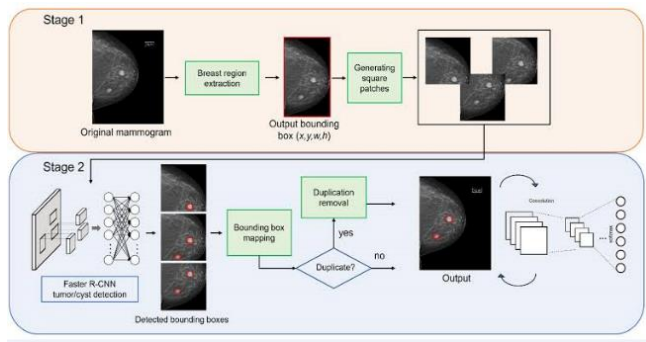 Stage 1
Original mammogram
Breast region
extraction
Output bounding
box (x,y,w,h)
Generating
square
patches
Stage 2
Faster R-CNN
tumor/cyst detection
Detected bounding boxes
Bounding box
mapping
Duplication
removal
yes
Duplicate?
no
Output
Convolution
softmax